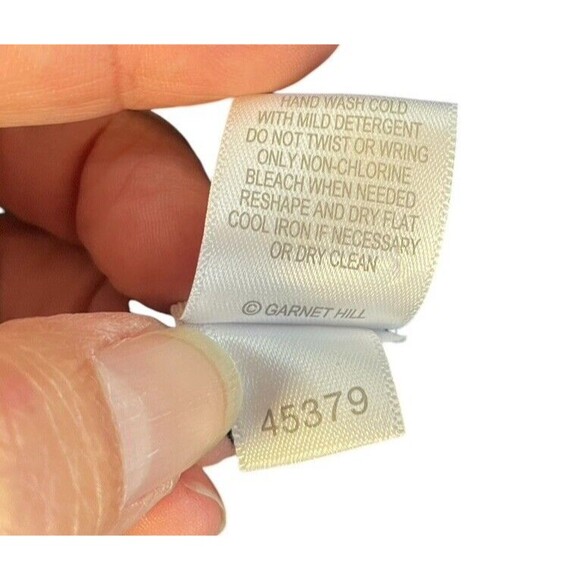 HAND WASH COLD
WITH MILD DETERGENT
DO NOT TWIST OR WRING
ONLY NON-CHLORINE
BLEACH WHEN NEEDED
RESHAPE AND DRY FLAT
COOL IRON IF NECESSARY
OR DRY CLEAN
© GARNET HILL
45379